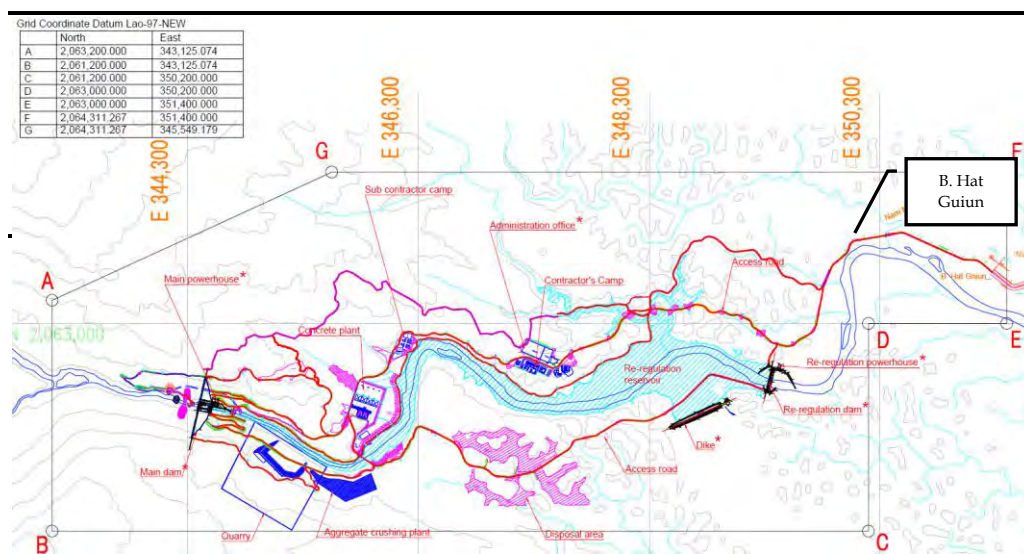 Grid Coordinate Datum Lao-97-NEW
North East
A 2,063,200.000 343,125.074
B 2,061,200.000 343,125.074
C 2,061,200.000 350,200.000
D 2,063,000.000 350,200.000
E 2,063,000.000 351,400.000
F 2,064,311.267 351,400.000
G 2,064,311.267 345,549.179
E 344,300
E 346,300
E 348,300
E 350,300
G
F
B. Hat
Guiun
Sub contractor camp
Administration office*
Main powerhouse*
Contractor's Camp
Access road
B. Hat Gniun
A
2,063,000
Concrete plant
D
E
Re-regulation
reservoir
Re-regulation powerhouse*
Re-regulation dam*
Dike*
Main dam*
Access road
Quarry
Aggregate crushing plant
Disposal area
B
C